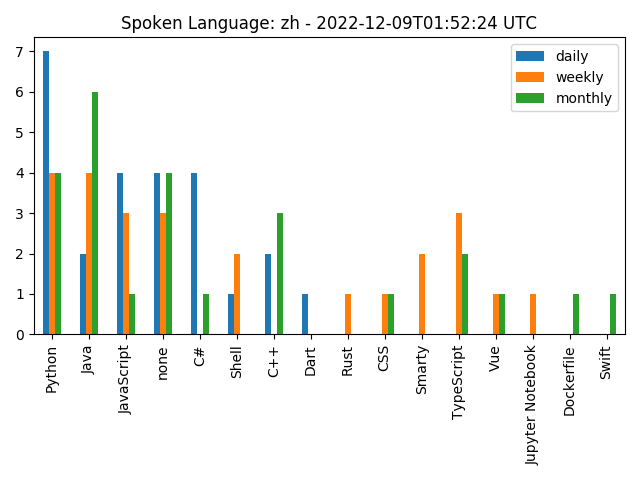 Spoken Language: zh - 2022-12-09T01:52:24 UTC
daily
weekly
monthly
7
6
5
4
3
2
1
0
Python
Java
JavaScript
none
C#
Shell
C++
Dart
Rust
CSS
Smarty
TypeScript
Vue
Jupyter Notebook
Dockerfile
Swift